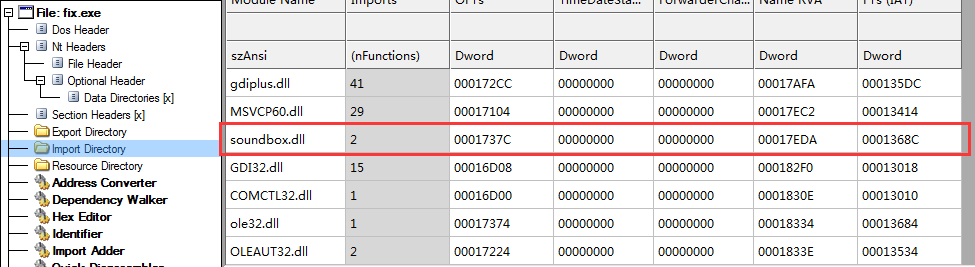 File: fix.exe
Dos Header
Nt Headers
File Header
Optional Header
Data Directories [x]
Section Headers [x]
Export Directory
Import Directory
Resource Directory
Address Converter
Dependency Walker
Hex Editor
Identifier
Import Adder
Quick Disassembler
Module Name Imports OFTs TimeDateSta... ForwarderCha... Name RVA FTs (IAT)
szAnsi (nFunctions) Dword Dword Dword Dword Dword
gdiplus.dll 41 000172CC 00000000 00000000 00017AFA 000135DC
MSVCP60.dll 29 00017104 00000000 00000000 00017EC2 00013414
soundbox.dll 2 0001737C 00000000 00000000 00017EDA 0001368C
GDI32.dll 15 00016D08 00000000 00000000 000182F0 00013018
COMCTL32.dll 1 00016D00 00000000 00000000 0001830E 00013010
ole32.dll 1 00017374 00000000 00000000 00018334 00013684
OLEAUT32.dll 2 00017224 00000000 00000000 0001833E 00013534